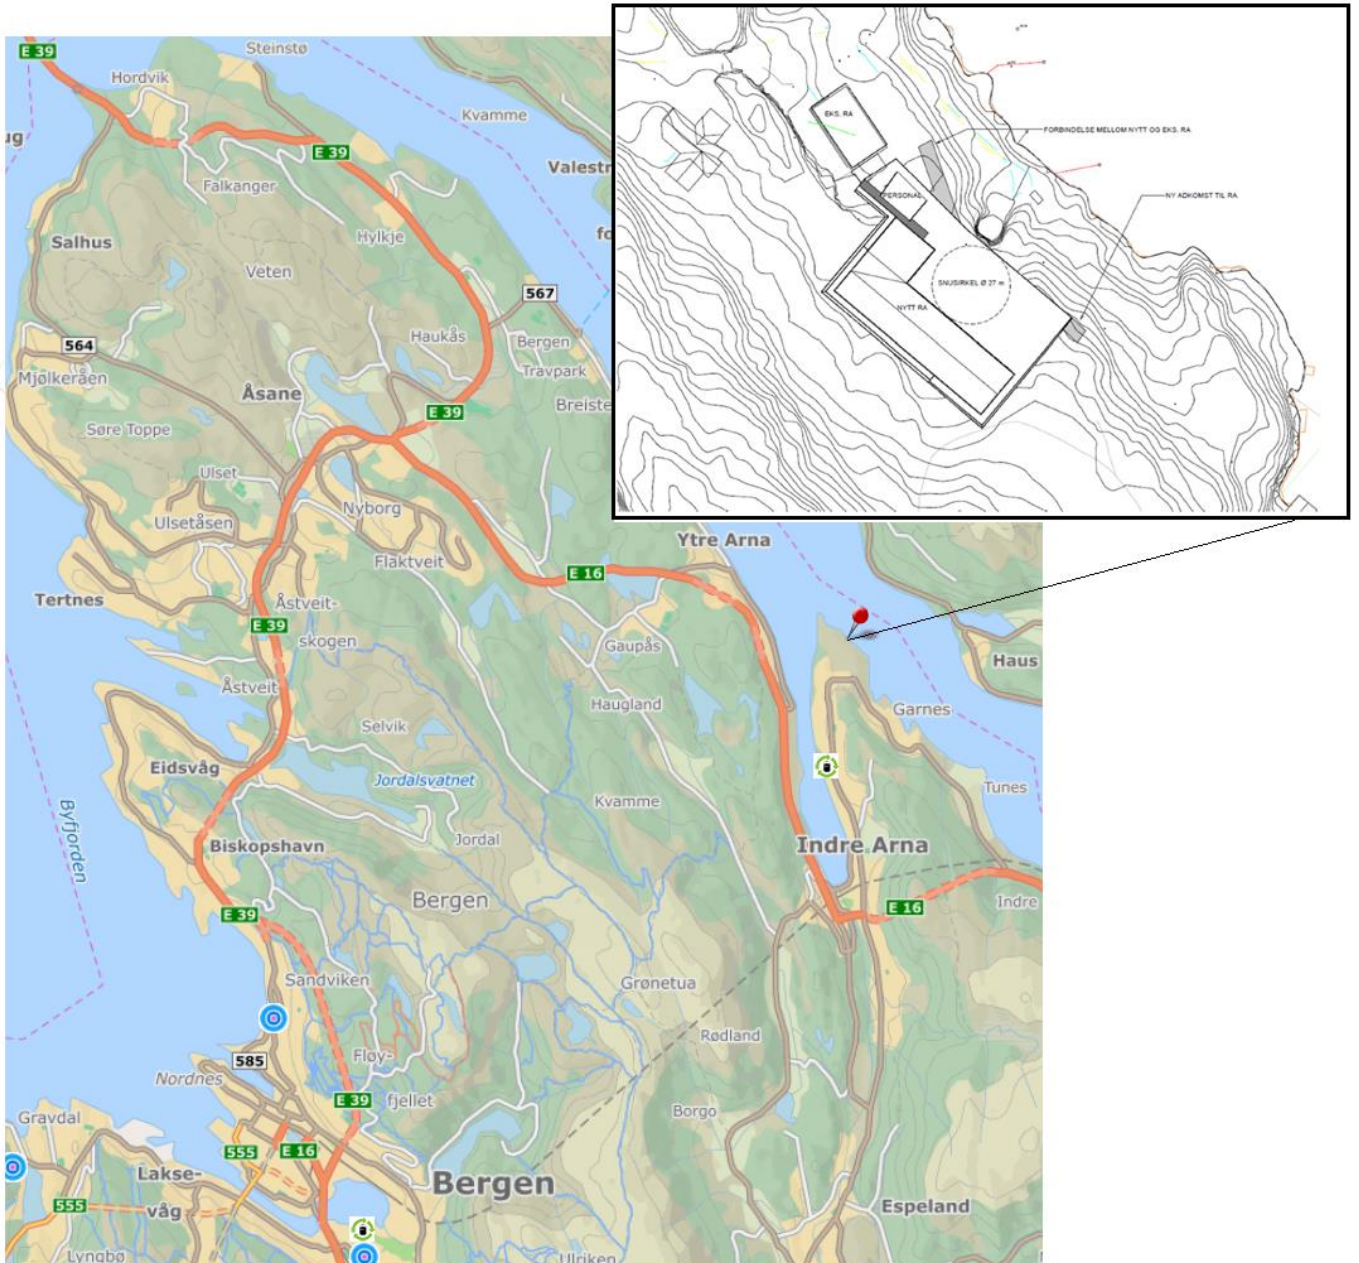 E 39
Steinstø
Hordvik
ug
Kvamme
E 39
Valestr
Falkanger
Salhus
Hylkje
fo
Veten
567
564
Haukås
Bergen
Travpark
Mjølkeråen
Åsane
E 39
Breiste
Søre Toppe
Ulset
Nyborg
Ulsetåsen
Flaktveit
Ytre Arna
E 16
Tertnes
Åstveit-
skogen
E 39
Gaupås
Haus
Åstveit
Haugland
Garnes
Selvik
Eidsvåg
Jordalsvatnet
Tunes
Kvamme
Byfjorden
Biskopshavn
Jordal
Indre Arna
Bergen
E 39
E 16
Indre
Sandviken
Grønetua
Rødland
585
Fløy-
fjellet
Nordnes
E 39
Borgo
Gravdal
555
E 16
Lakse-
våg
Bergen
555
Espeland
Lyngbø
Ulriken
EKS. RA
FORBINDELSE MELLOM NYTT OG EKS. RA
PERSONAL
NY ADKOMST TIL RA
SNUSIRKEL Ø 27 m
NYTT RA